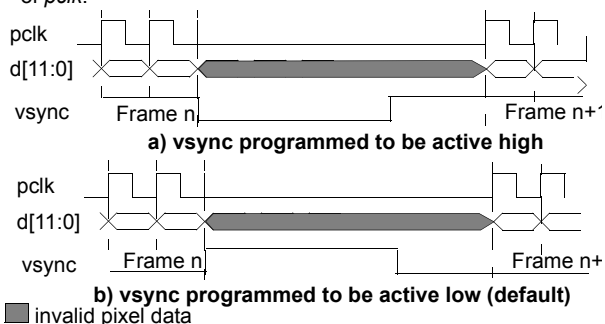 of pclk.
pclk
d[11:0]
vsync Frame n Frame n+1
a) vsync programmed to be active high
pclk
d[11:0]
vsync Frame n Frame n+
b) vsync programmed to be active low (default)
invalid pixel data